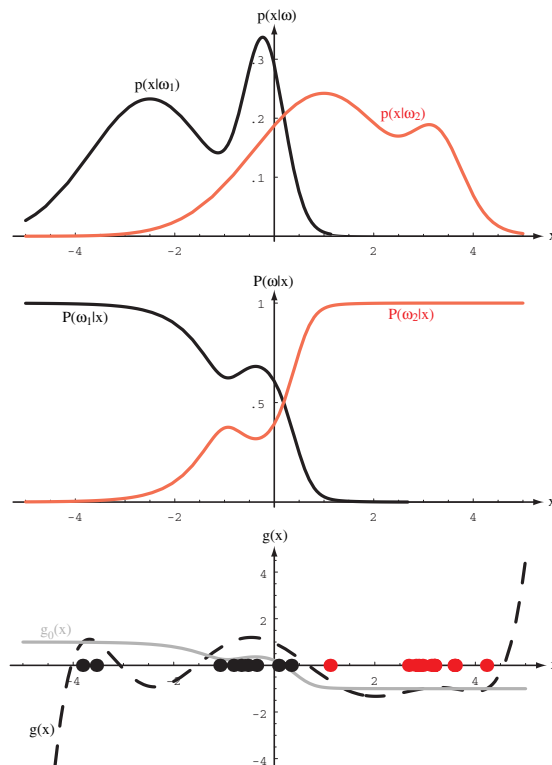 p(x|ω)
.3
p(x|ω₁)
p(x|ω₂)
.2
.1
-4 -2 2 4 x
P(ω|x)
1
P(ω₁|x) P(ω₂|x)
.5
-4 -2 2 4 x
g(x)
4
g₀(x)
2
-4 -2 2 4 x
-2
g(x)
-4